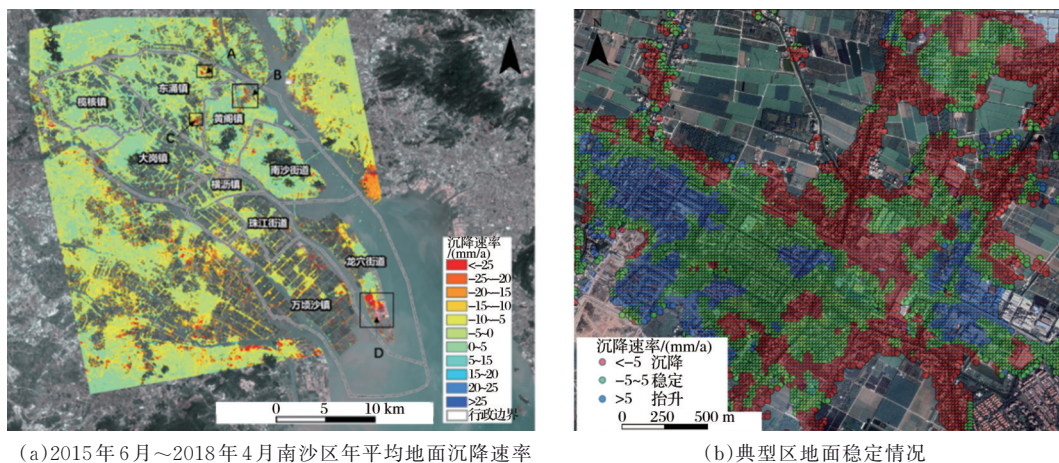 A
B
东涌镇
榄核镇
黄阁镇
C
大岗镇
南沙街道
横沥镇
珠江街道
龙穴街道
万顷沙镇
D
沉降速率
/(mm/a)
<-25
-25~-20
-20~-15
-15~-10
-10~-5
-5~0
0~5
5~15
15~20
20~25
>25
行政边界
0 5 10 km
(a)2015年6月~2018年4月南沙区年平均地面沉降速率
N
沉降速率/(mm/a)
<-5 沉降
-5~5 稳定
>5 抬升
0 250 500 m
(b)典型区地面稳定情况